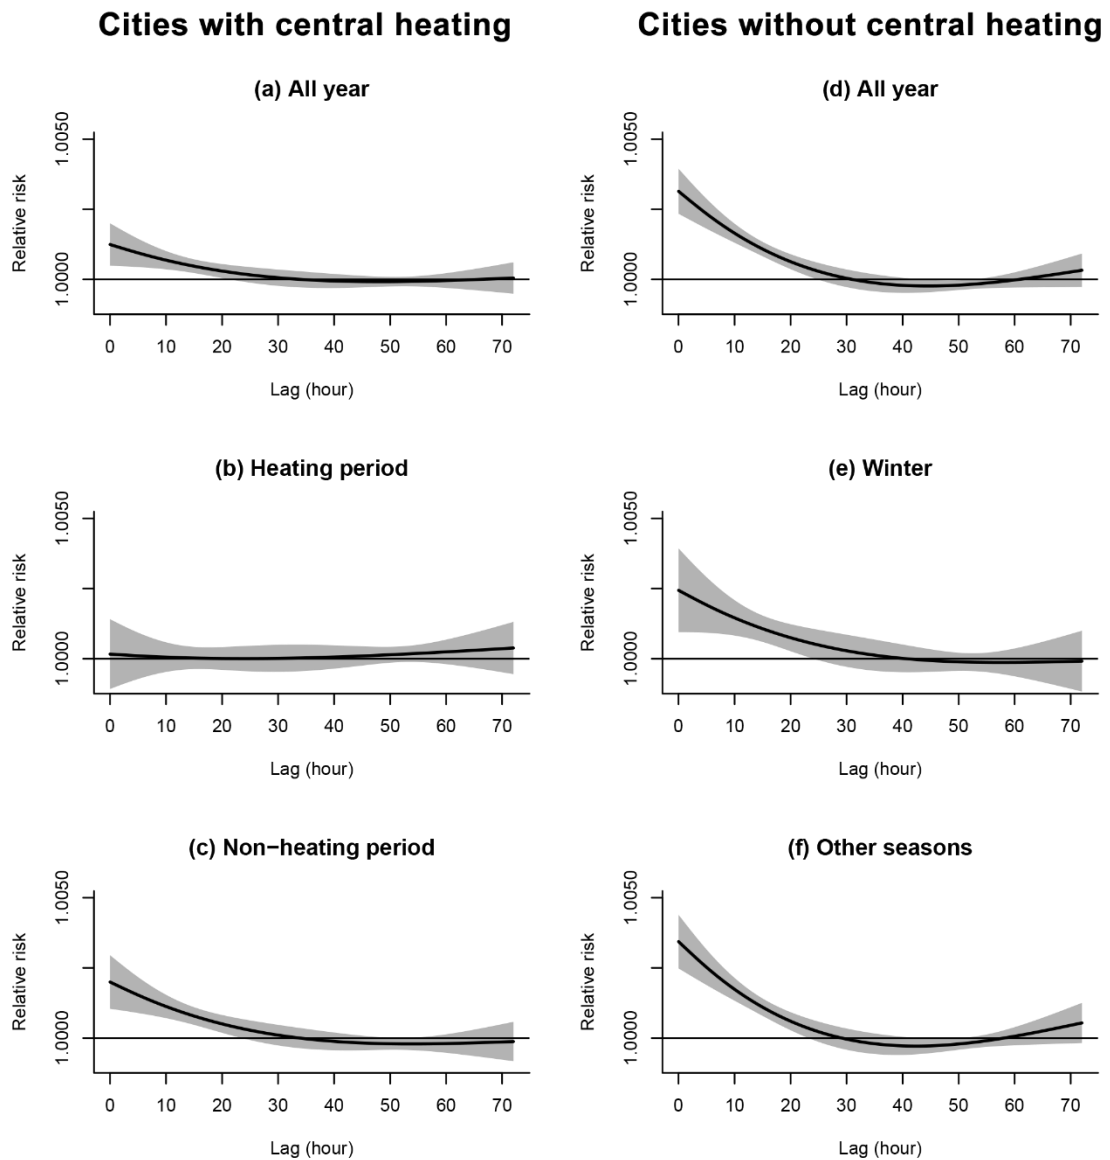 Cities with central heating
Cities without central heating
(a) All year
Relative risk
1.0050
1.0000
0 10 20 30 40 50 60 70
Lag (hour)
(d) All year
Relative risk
1.0050
1.0000
0 10 20 30 40 50 60 70
Lag (hour)
(b) Heating period
Relative risk
1.0050
1.0000
0 10 20 30 40 50 60 70
Lag (hour)
(e) Winter
Relative risk
1.0050
1.0000
0 10 20 30 40 50 60 70
Lag (hour)
(c) Non−heating period
Relative risk
1.0050
1.0000
0 10 20 30 40 50 60 70
Lag (hour)
(f) Other seasons
Relative risk
1.0050
1.0000
0 10 20 30 40 50 60 70
Lag (hour)